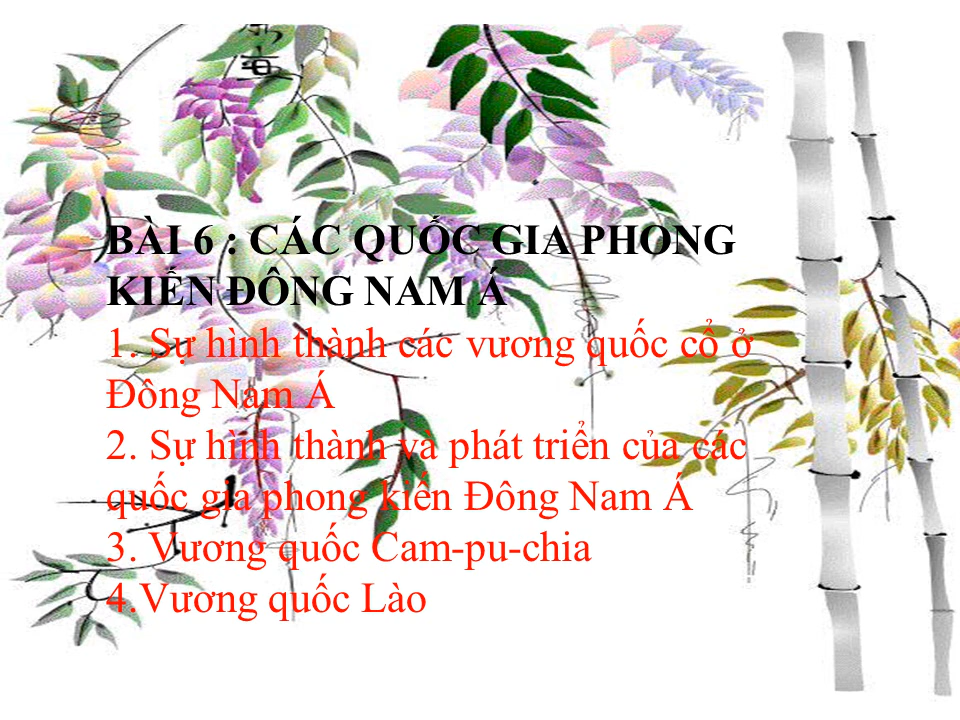 BÀI 6 : CÁC QUỐC GIA PHONG
KIẾN ĐÔNG NAM Á
1. Sự hình thành các vương quốc cổ ở
Đông Nam Á
2. Sự hình thành và phát triển của các
quốc gia phong kiến Đông Nam Á
3. Vương quốc Cam-pu-chia
4.Vương quốc Lào